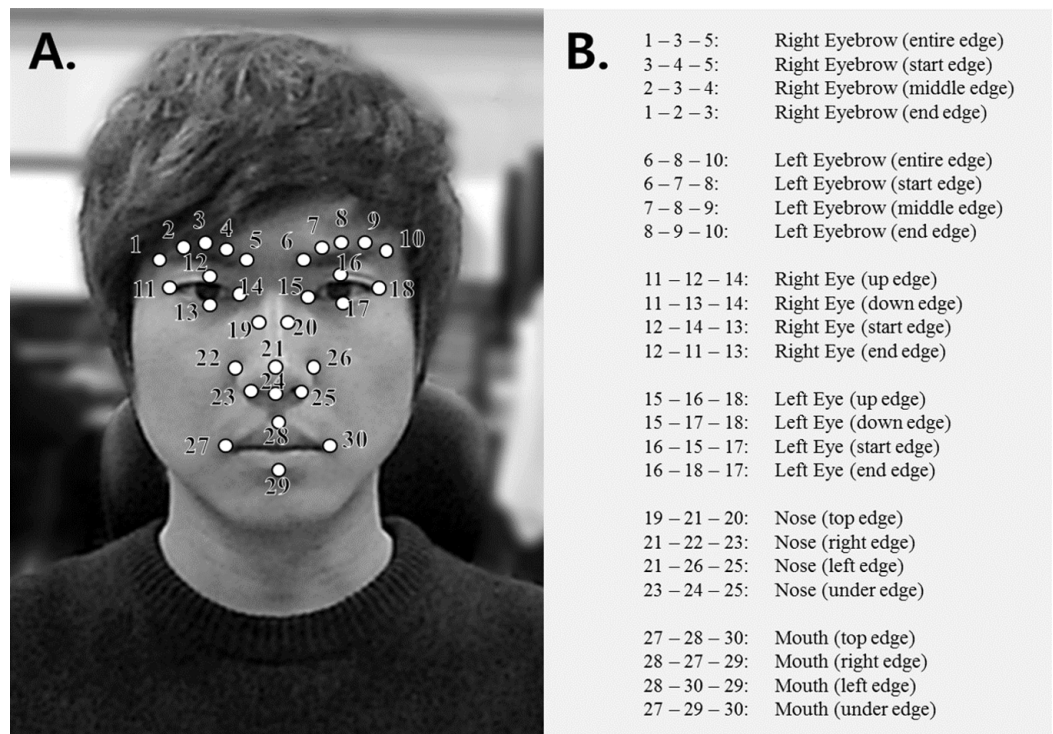 A.
1
2
3
4
5
6
7
8
9
10
12
16
11
14
15
18
13
17
19
20
22
21
26
24
23
25
28
27
30
29
B.
1 – 3 – 5: Right Eyebrow (entire edge)
3 – 4 – 5: Right Eyebrow (start edge)
2 – 3 – 4: Right Eyebrow (middle edge)
1 – 2 – 3: Right Eyebrow (end edge)
6 – 8 – 10: Left Eyebrow (entire edge)
6 – 7 – 8: Left Eyebrow (start edge)
7 – 8 – 9: Left Eyebrow (middle edge)
8 – 9 – 10: Left Eyebrow (end edge)
11 – 12 – 14: Right Eye (up edge)
11 – 13 – 14: Right Eye (down edge)
12 – 14 – 13: Right Eye (start edge)
12 – 11 – 13: Right Eye (end edge)
15 – 16 – 18: Left Eye (up edge)
15 – 17 – 18: Left Eye (down edge)
16 – 15 – 17: Left Eye (start edge)
16 – 18 – 17: Left Eye (end edge)
19 – 21 – 20: Nose (top edge)
21 – 22 – 23: Nose (right edge)
21 – 26 – 25: Nose (left edge)
23 – 24 – 25: Nose (under edge)
27 – 28 – 30: Mouth (top edge)
28 – 27 – 29: Mouth (right edge)
28 – 30 – 29: Mouth (left edge)
27 – 29 – 30: Mouth (under edge)